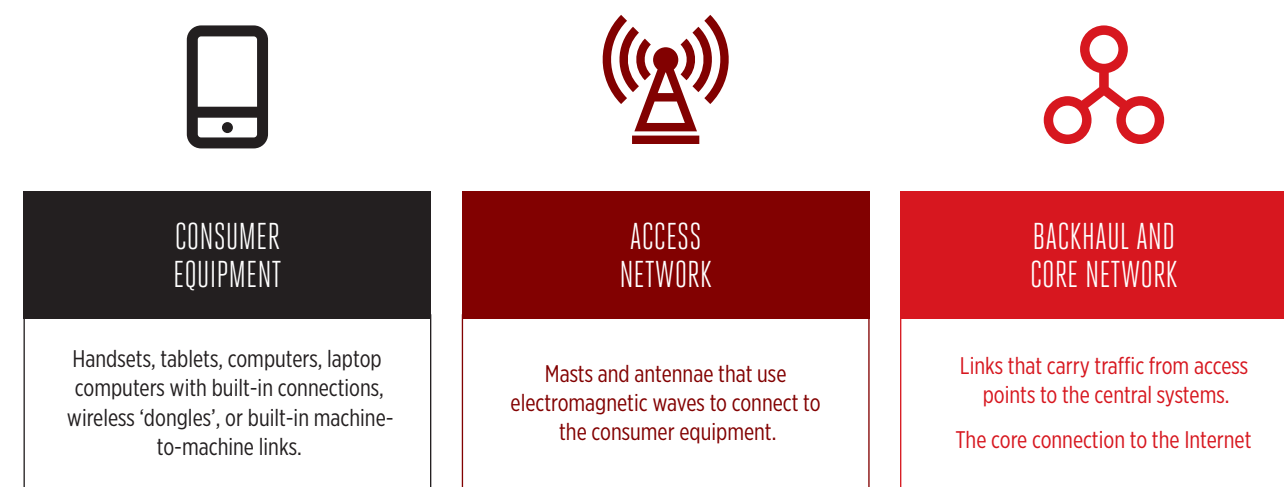 CONSUMER
EQUIPMENT
Handsets, tablets, computers, laptop
computers with built-in connections,
wireless ‘dongles’, or built-in machine-
to-machine links.
ACCESS
NETWORK
Masts and antennae that use
electromagnetic waves to connect to
the consumer equipment.
BACKHAUL AND
CORE NETWORK
Links that carry traffic from access
points to the central systems.
The core connection to the Internet